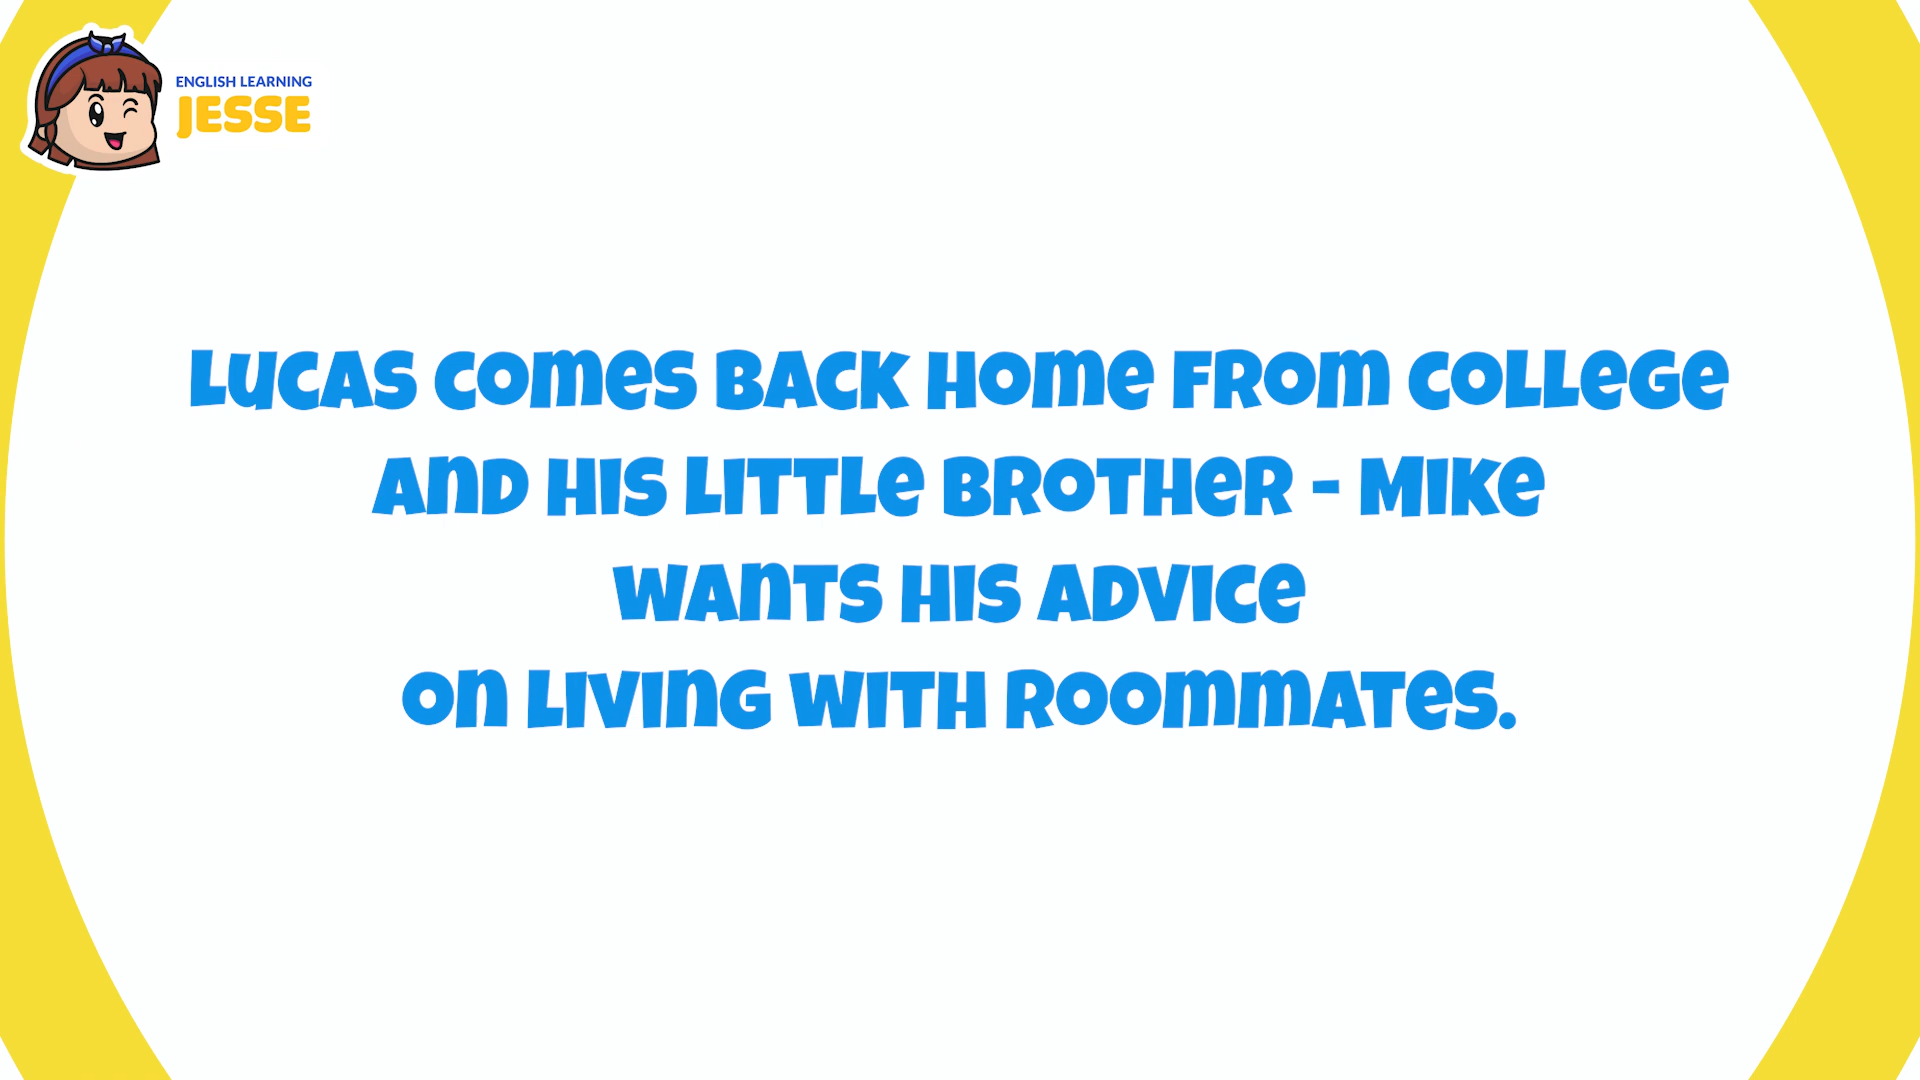 ENGLISH LEARNING
JESSE
Lucas comes back home from college
and his little brother - Mike
wants his advice
on living with roommates.